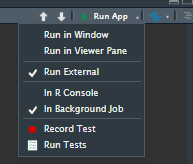 Run App
Run in Window
Run in Viewer Pane
Run External
In R Console
In Background Job
Record Test
Run Tests